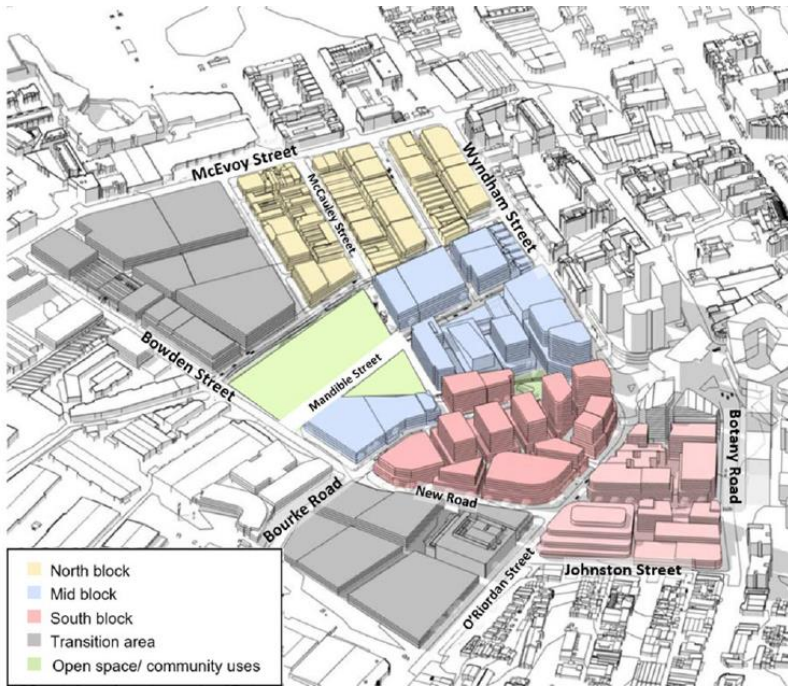 McEvoy Street
McCauley Street
Wyndham Street
Bowden Street
Mandible Street
Bourke Road
New Road
Botany Road
O'Riordan Street
Johnston Street
North block
Mid block
South block
Transition area
Open space/ community uses